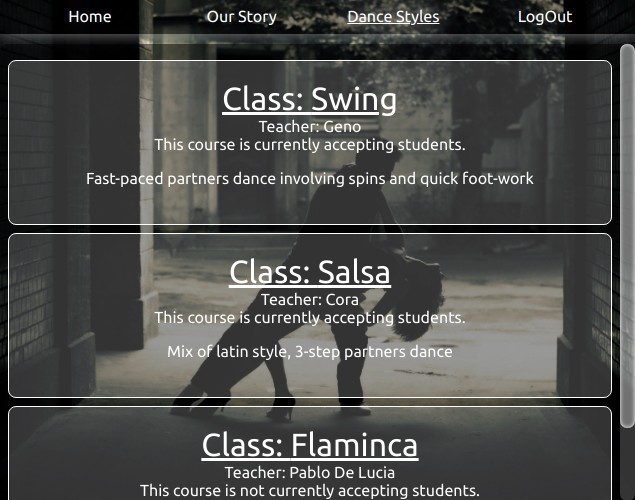 Home Our Story Dance Styles LogOut
Class: Swing
Teacher: Geno
This course is currently accepting students.
Fast-paced partners dance involving spins and quick foot-work
Class: Salsa
Teacher: Cora
This course is currently accepting students.
Mix of latin style, 3-step partners dance
Class: Flaminca
Teacher: Pablo De Lucia
This course is not currently accepting students.